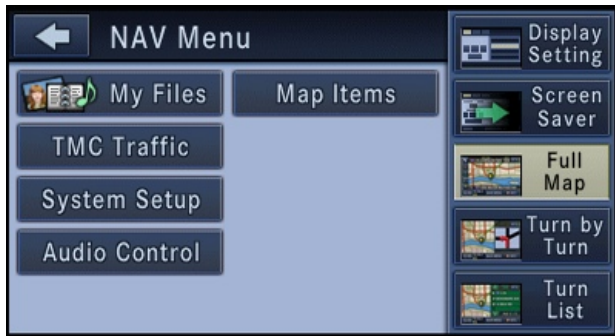 NAV Menu
My Files
Map Items
TMC Traffic
System Setup
Audio Control
Display
Setting
Screen
Saver
Full
Map
Turn by
Turn
Turn
List